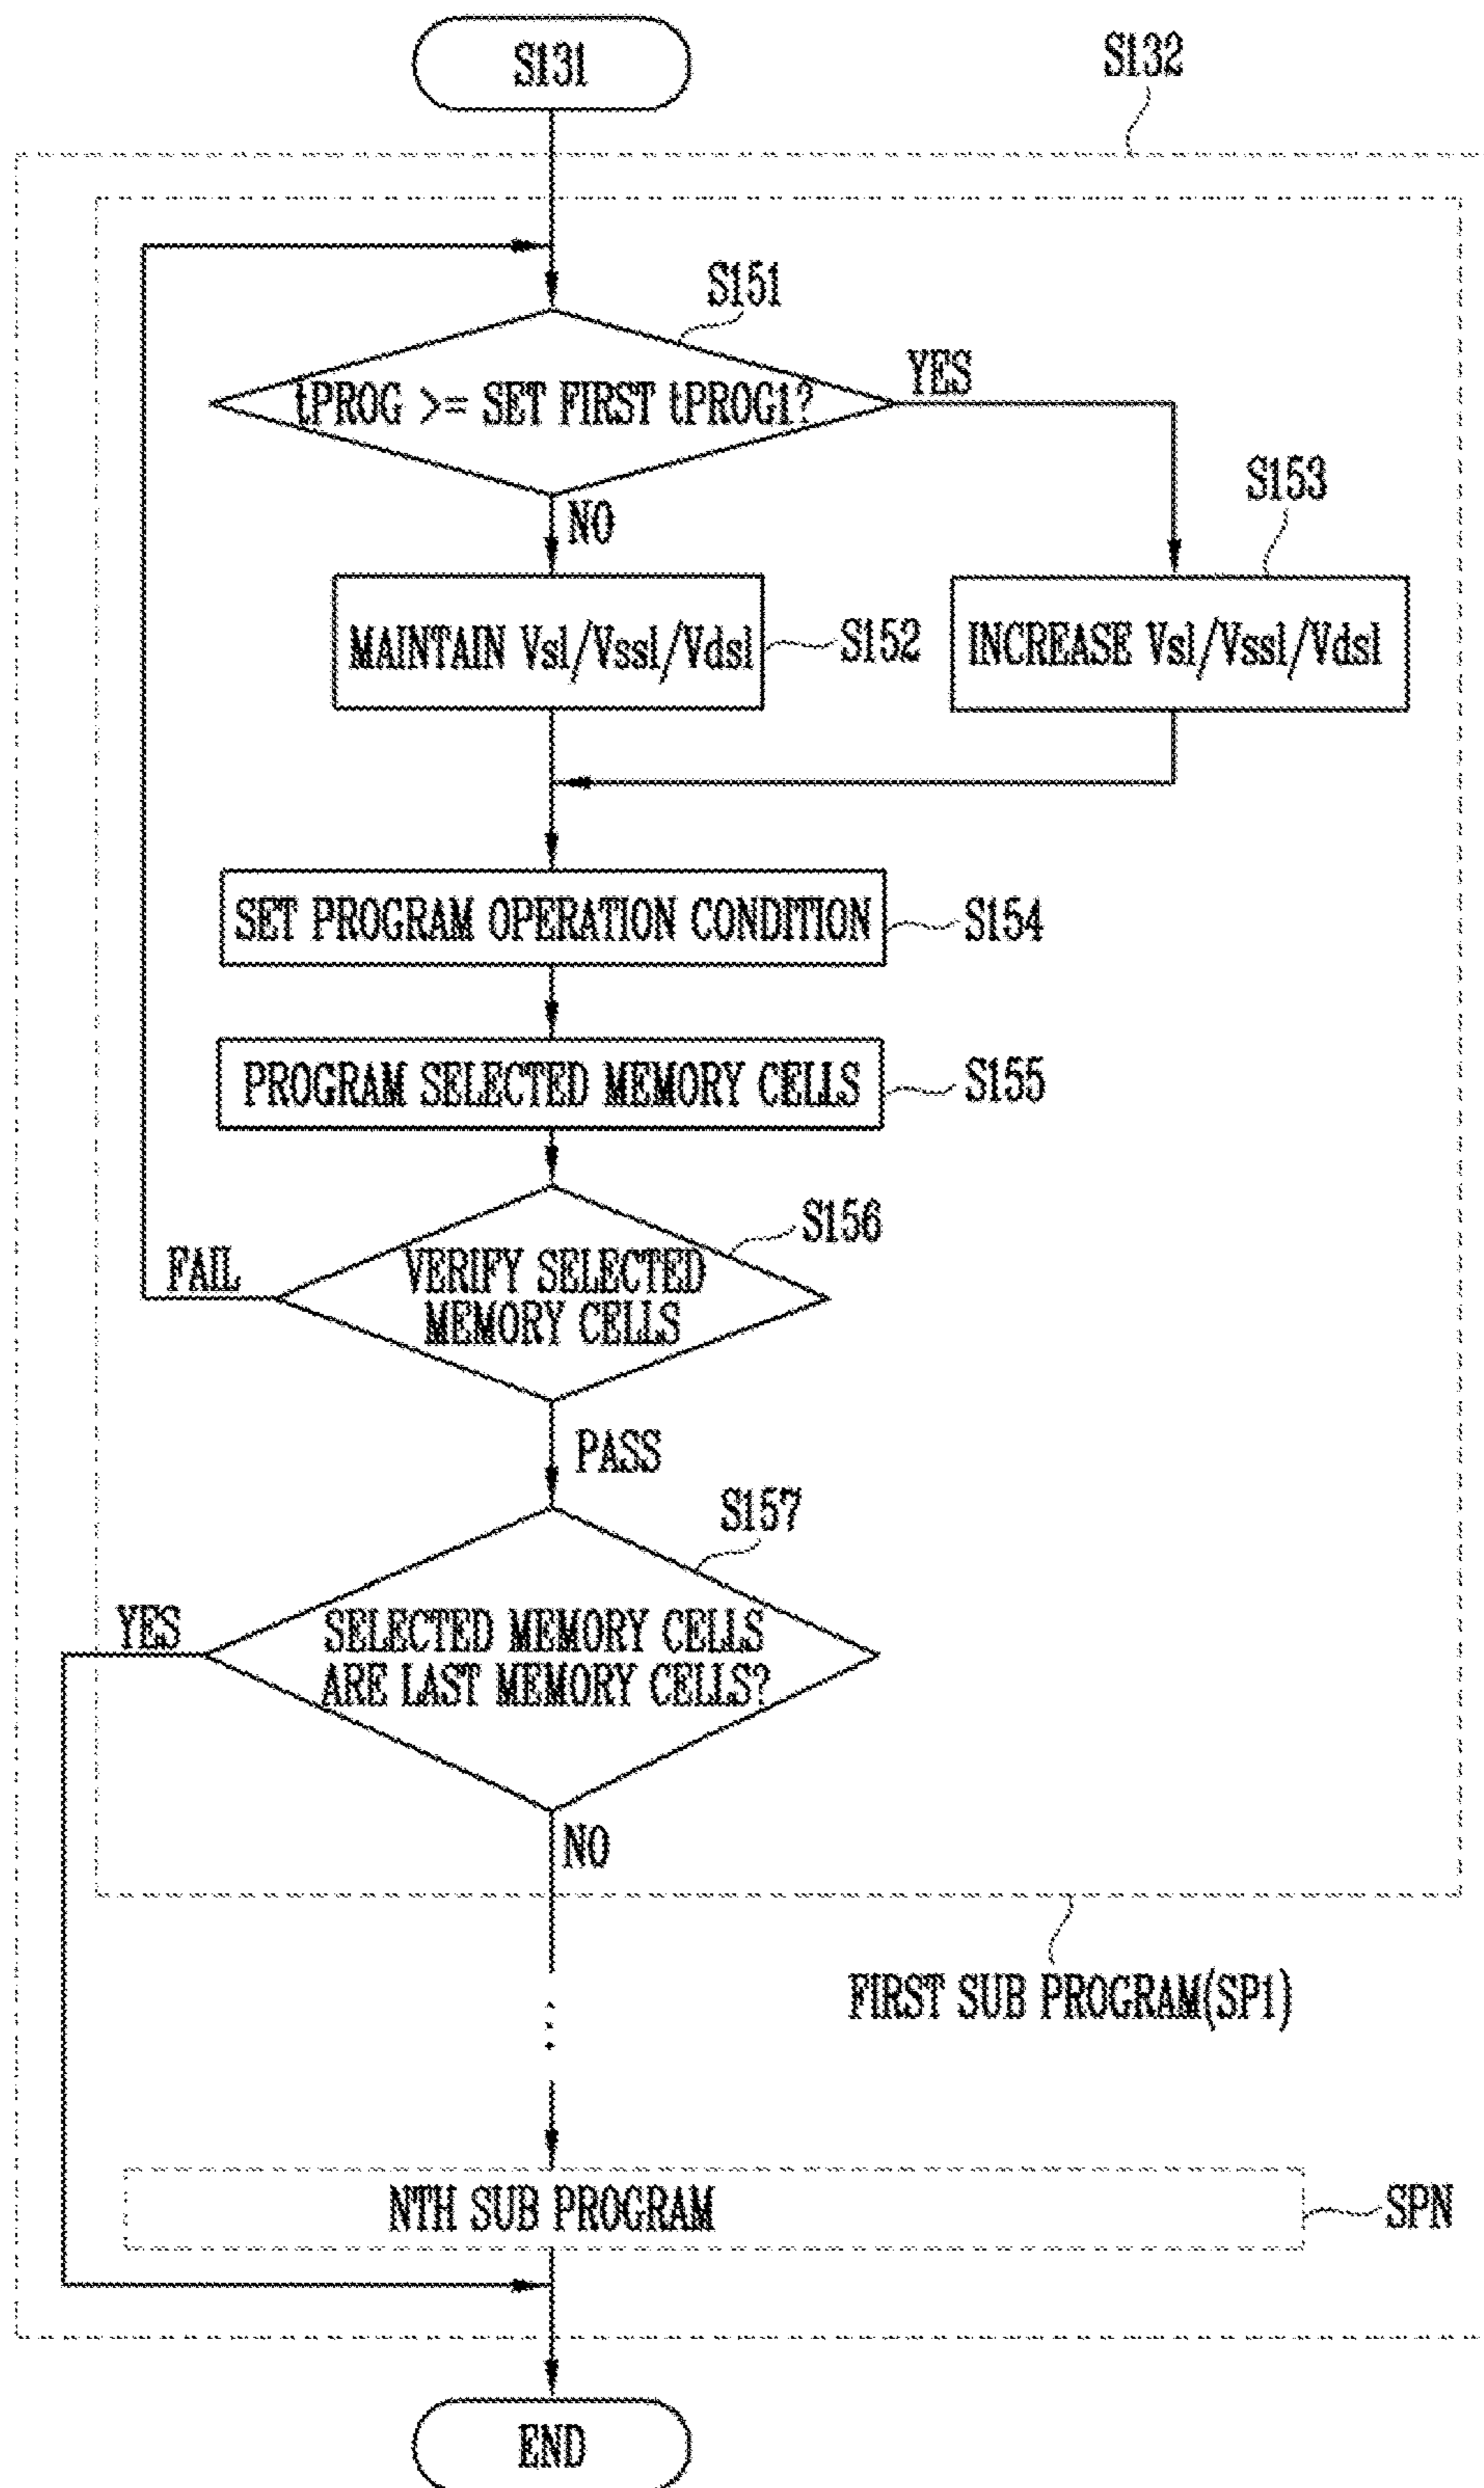 S131
S132
S151
tPROG >= SET FIRST tPROG1?
YES
S153
NO
MAINTAIN Vsl/Vssl/Vdsl
S152
INCREASE Vsl/Vssl/Vdsl
SET PROGRAM OPERATION CONDITION
S154
PROGRAM SELECTED MEMORY CELLS
S155
S156
FAIL
VERIFY SELECTED
MEMORY CELLS
PASS
S157
YES
SELECTED MEMORY CELLS
ARE LAST MEMORY CELLS?
NO
FIRST SUB PROGRAM(SP1)
NTH SUB PROGRAM
SPN
END